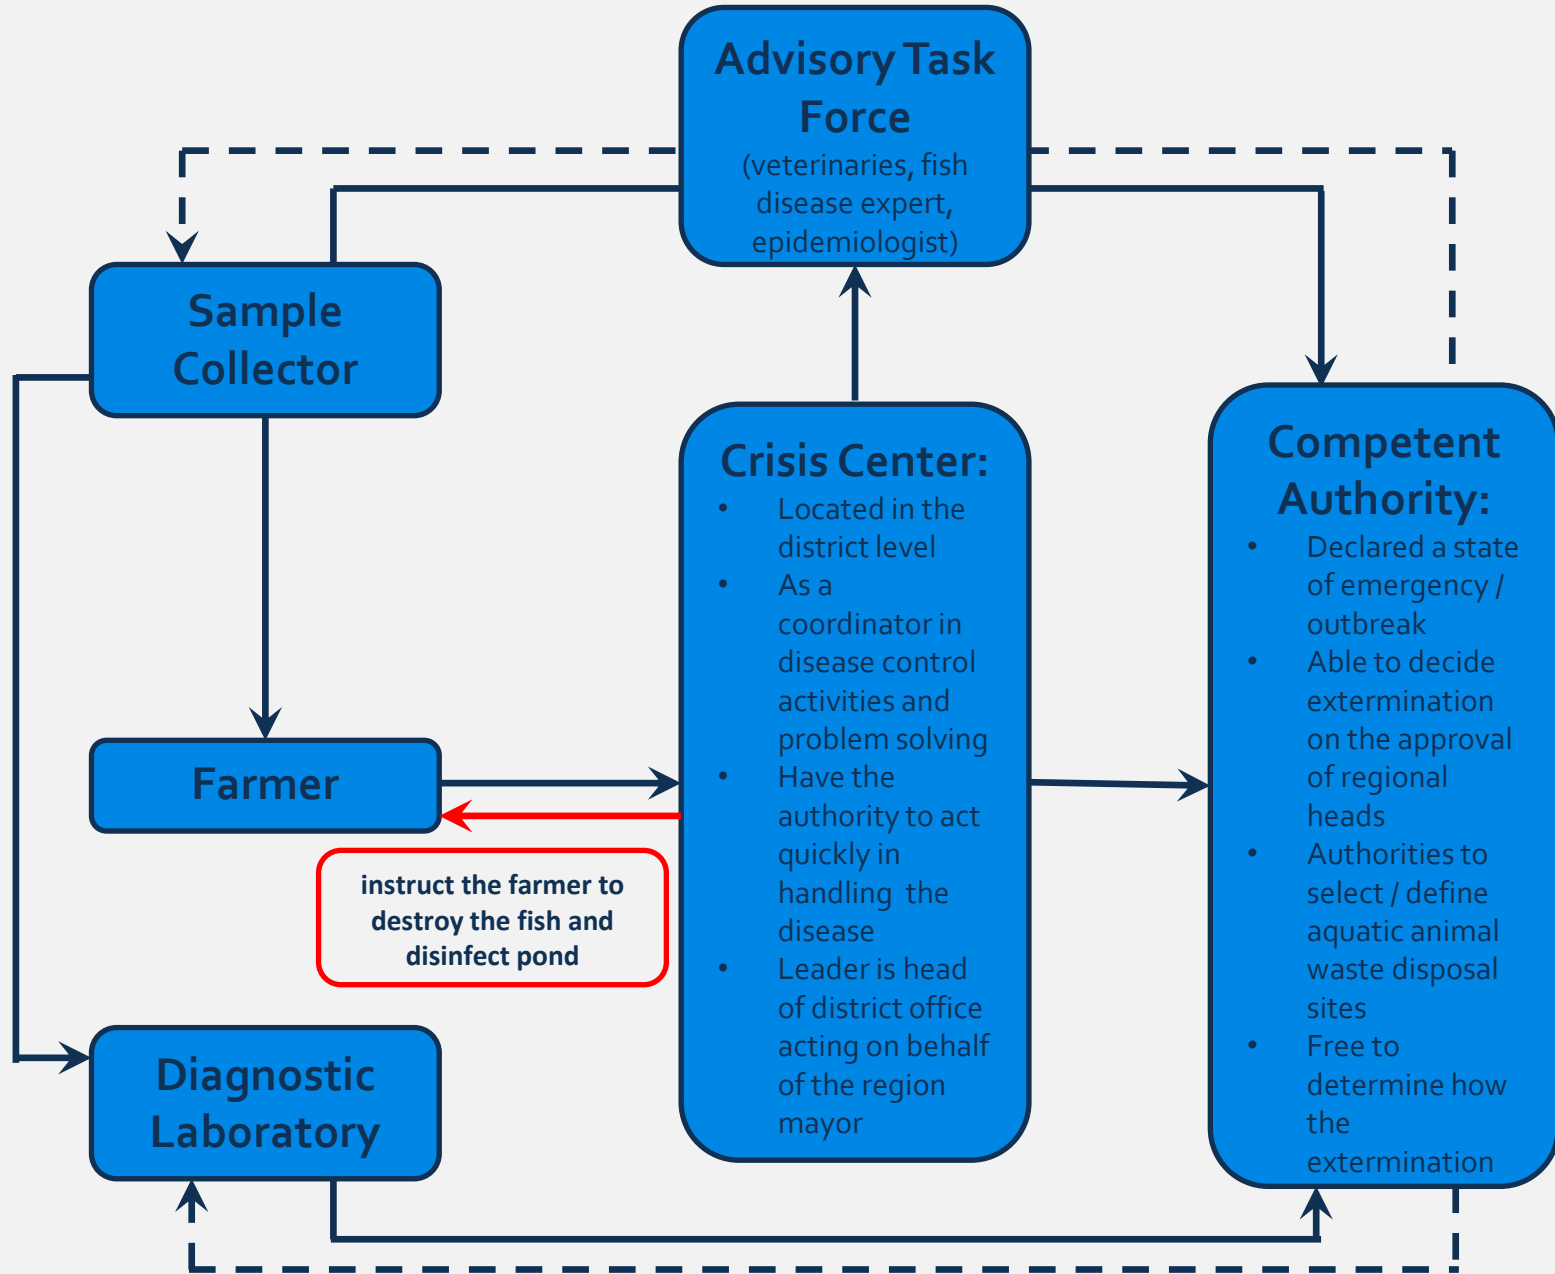 Advisory Task
Force
(veterinaries, fish
disease expert,
epidemiologist)
Sample
Collector
Farmer
instruct the farmer to
destroy the fish and
disinfect pond
Diagnostic
Laboratory
Crisis Center:
• Located in the
district level
• As a
coordinator in
disease control
activities and
problem solving
• Have the
authority to act
quickly in
handling the
disease
• Leader is head
of district office
acting on behalf
of the region
mayor
Competent
Authority:
• Declared a state
of emergency /
outbreak
• Able to decide
extermination
on the approval
of regional
heads
• Authorities to
select / define
aquatic animal
waste disposal
sites
• Free to
determine how
the
extermination